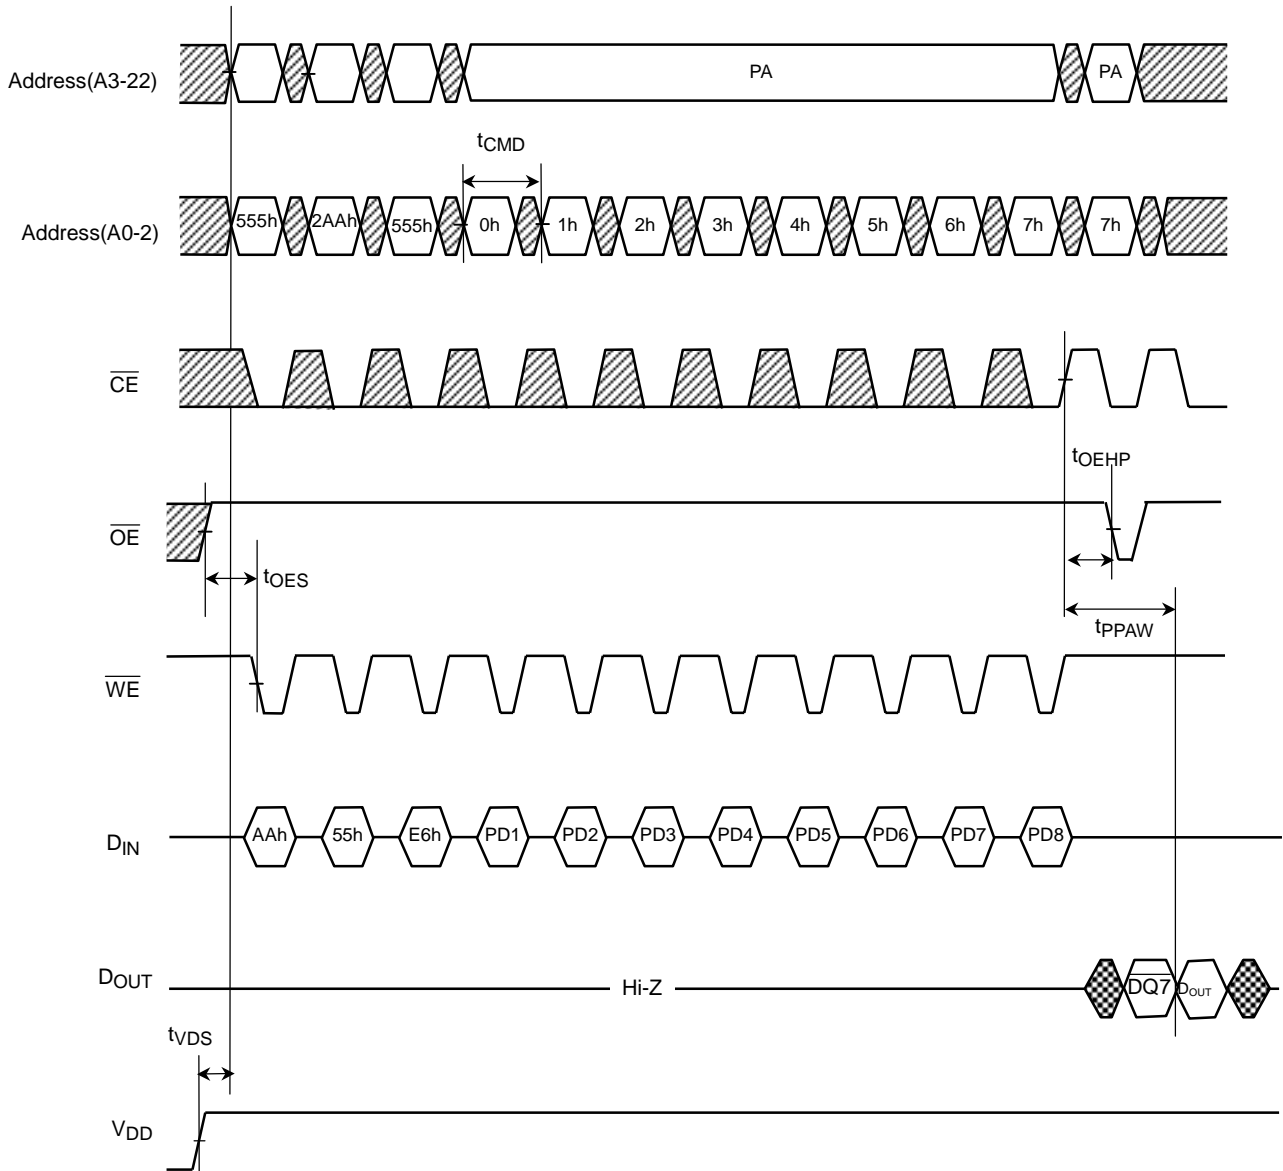 Address(A3-22) PA PA
tCMD
Address(A0-2) 555h 2AAh 555h 0h 1h 2h 3h 4h 5h 6h 7h 7h
CE
tOEHP
OE
tOES
tPPAW
WE
DIN AAh 55h E6h PD1 PD2 PD3 PD4 PD5 PD6 PD7 PD8
DOUT Hi-Z DQ7 DOUT
tVDS
VDD